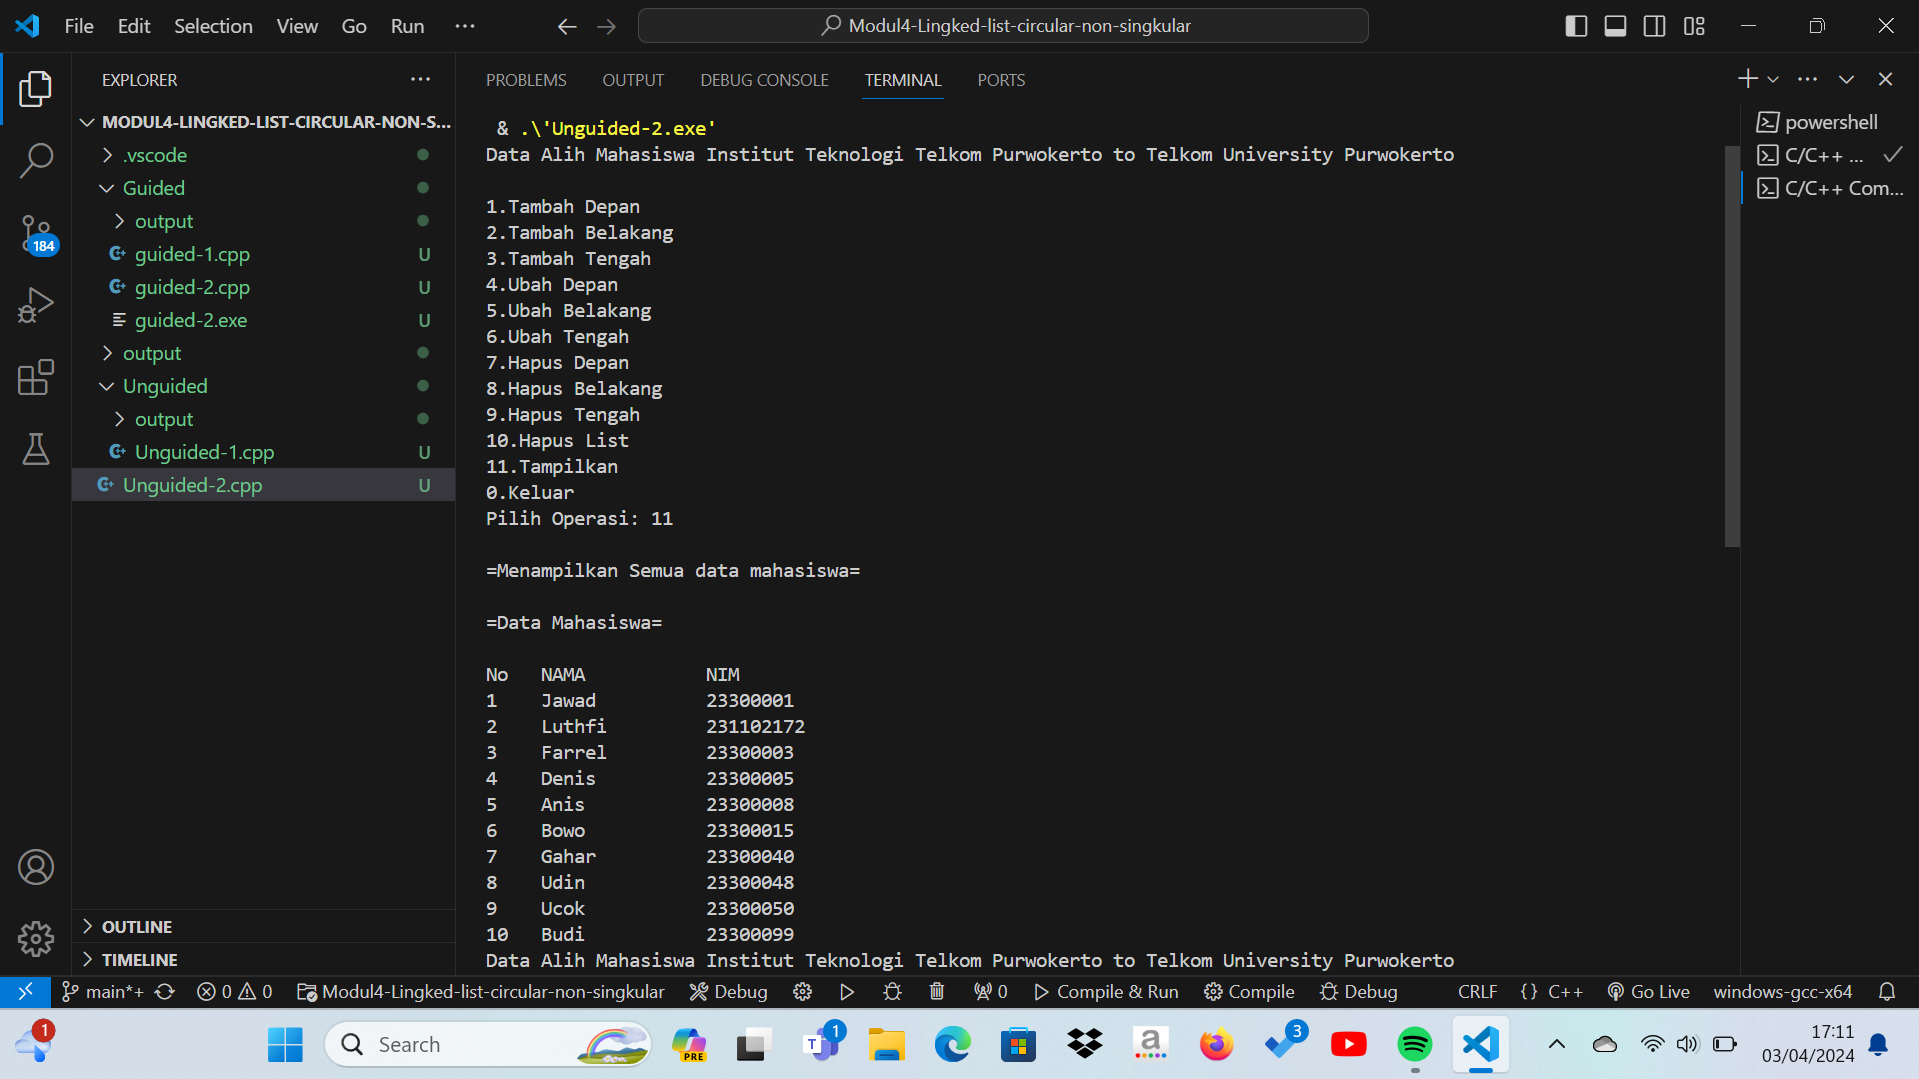 File Edit Selection View Go Run ... Modul4-Lingked-list-circular-non-singkular
EXPLORER
MODUL4-LINGKED-LIST-CIRCULAR-NON-S...
.vscode
Guided
output
guided-1.cpp U
guided-2.cpp U
guided-2.exe U
output
Unguided
output
Unguided-1.cpp U
Unguided-2.cpp U
184
OUTLINE
TIMELINE
PROBLEMS OUTPUT DEBUG CONSOLE TERMINAL PORTS
& .\'Unguided-2.exe'
Data Alih Mahasiswa Institut Teknologi Telkom Purwokerto to Telkom University Purwokerto
1.Tambah Depan
2.Tambah Belakang
3.Tambah Tengah
4.Ubah Depan
5.Ubah Belakang
6.Ubah Tengah
7.Hapus Depan
8.Hapus Belakang
9.Hapus Tengah
10.Hapus List
11.Tampilkan
0.Keluar
Pilih Operasi: 11
=Menampilkan Semua data mahasiswa=
=Data Mahasiswa=
No NAMA NIM
1 Jawad 23300001
2 Luthfi 231102172
3 Farrel 23300003
4 Denis 23300005
5 Anis 23300008
6 Bowo 23300015
7 Gahar 23300040
8 Udin 23300048
9 Ucok 23300050
10 Budi 23300099
Data Alih Mahasiswa Institut Teknologi Telkom Purwokerto to Telkom University Purwokerto
powershell
C/C++ ...
C/C++ Com...
main*+ 0 0 Modul4-Lingked-list-circular-non-singkular Debug 0 Compile & Run Compile Debug CRLF {} C++ Go Live windows-gcc-x64
1 Search PRE T 1 a 3 17:11
03/04/2024